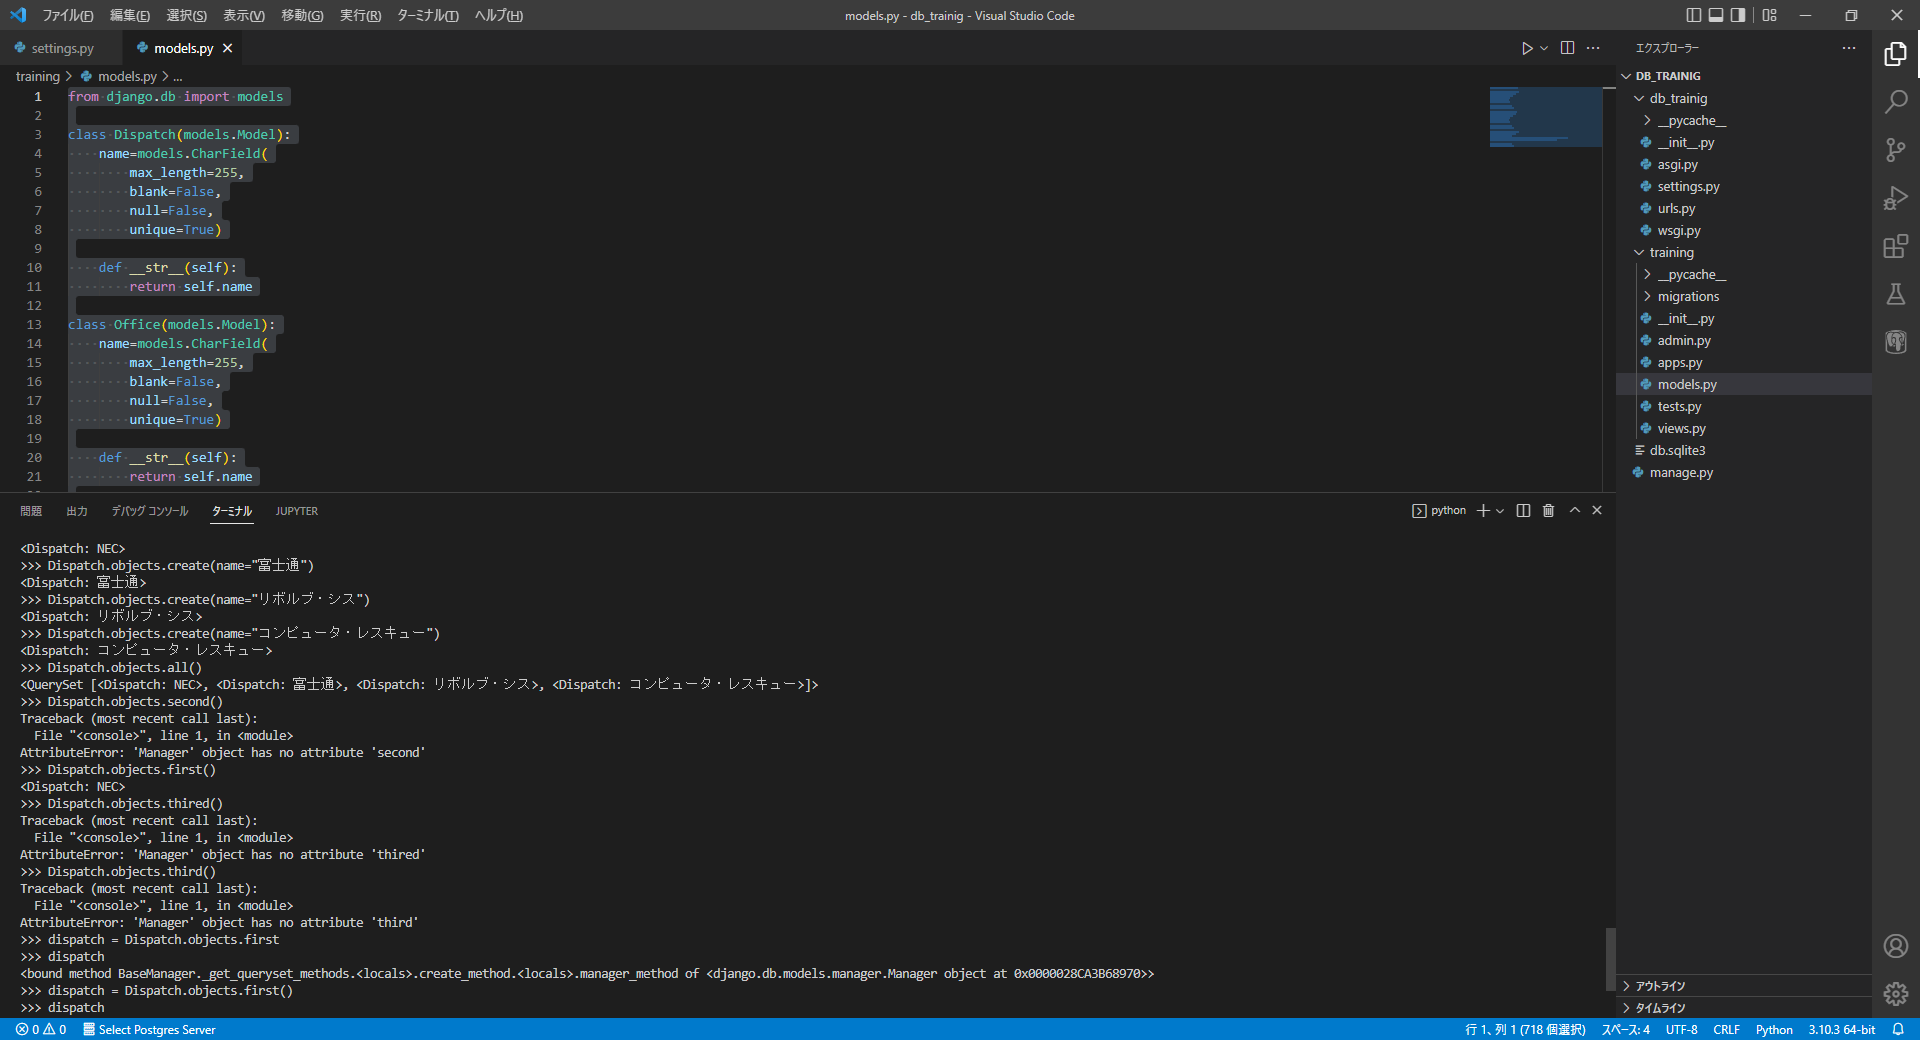 ファイル(F) 編集(E) 選択(S) 表示(V) 移動(G) 実行(R) ターミナル(T) ヘルプ(H)
models.py - db_trainig - Visual Studio Code
settings.py
models.py
training > models.py > ...
1 from django.db import models
2
3 class Dispatch(models.Model):
4 name=models.CharField(
5 max_length=255,
6 blank=False,
7 null=False,
8 unique=True)
9
10 def __str__(self):
11 return self.name
12
13 class Office(models.Model):
14 name=models.CharField(
15 max_length=255,
16 blank=False,
17 null=False,
18 unique=True)
19
20 def __str__(self):
21 return self.name
問題 出力 デバッグ コンソール ターミナル JUPYTER
python
<Dispatch: NEC>
>>> Dispatch.objects.create(name="富士通")
<Dispatch: 富士通>
>>> Dispatch.objects.create(name="リボルブ・シス")
<Dispatch: リボルブ・シス>
>>> Dispatch.objects.create(name="コンピュータ・レスキュー")
<Dispatch: コンピュータ・レスキュー>
>>> Dispatch.objects.all()
<QuerySet [<Dispatch: NEC>, <Dispatch: 富士通>, <Dispatch: リボルブ・シス>, <Dispatch: コンピュータ・レスキュー>]>
>>> Dispatch.objects.second()
Traceback (most recent call last):
File "<console>", line 1, in <module>
AttributeError: 'Manager' object has no attribute 'second'
>>> Dispatch.objects.first()
<Dispatch: NEC>
>>> Dispatch.objects.thired()
Traceback (most recent call last):
File "<console>", line 1, in <module>
AttributeError: 'Manager' object has no attribute 'thired'
>>> Dispatch.objects.third()
Traceback (most recent call last):
File "<console>", line 1, in <module>
AttributeError: 'Manager' object has no attribute 'third'
>>> dispatch = Dispatch.objects.first
>>> dispatch
<bound method BaseManager._get_queryset_methods.<locals>.create_method.<locals>.manager_method of <django.db.models.manager.Manager object at 0x0000028CA3B68970>>
>>> dispatch = Dispatch.objects.first()
>>> dispatch
エクスプローラー
DB_TRAINIG
db_trainig
__pycache__
__init__.py
asgi.py
settings.py
urls.py
wsgi.py
training
__pycache__
migrations
__init__.py
admin.py
apps.py
models.py
tests.py
views.py
db.sqlite3
manage.py
アウトライン
タイムライン
0 0 Select Postgres Server
行 1、列 1 (718 個選択) スペース: 4 UTF-8 CRLF Python 3.10.3 64-bit